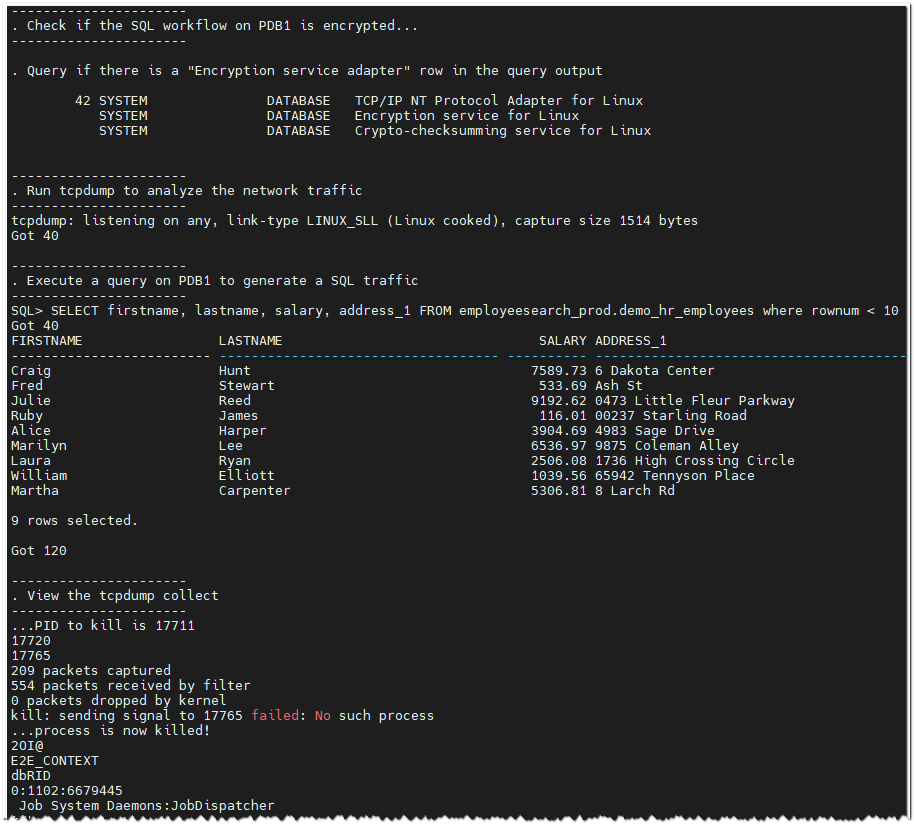 ----------------------
. Check if the SQL workflow on PDB1 is encrypted...
----------------------
. Query if there is a "Encryption service adapter" row in the query output
42 SYSTEM DATABASE TCP/IP NT Protocol Adapter for Linux
SYSTEM DATABASE Encryption service for Linux
SYSTEM DATABASE Crypto-checksumming service for Linux
----------------------
. Run tcpdump to analyze the network traffic
----------------------
tcpdump: listening on any, link-type LINUX_SLL (Linux cooked), capture size 1514 bytes
Got 40
----------------------
. Execute a query on PDB1 to generate a SQL traffic
----------------------
SQL> SELECT firstname, lastname, salary, address_1 FROM employeesearch_prod.demo_hr_employees where rownum < 10
Got 40
FIRSTNAME LASTNAME SALARY ADDRESS_1
------------------------- ----------------------------------- ---------- ---------------------------------------
Craig Hunt 7589.73 6 Dakota Center
Fred Stewart 533.69 Ash St
Julie Reed 9192.62 0473 Little Fleur Parkway
Ruby James 116.01 00237 Starling Road
Alice Harper 3904.69 4983 Sage Drive
Marilyn Lee 6536.97 9875 Coleman Alley
Laura Ryan 2506.08 1736 High Crossing Circle
William Elliott 1039.56 65942 Tennyson Place
Martha Carpenter 5306.81 8 Larch Rd
9 rows selected.
Got 120
----------------------
. View the tcpdump collect
----------------------
...PID to kill is 17711
17720
17765
209 packets captured
554 packets received by filter
0 packets dropped by kernel
kill: sending signal to 17765 failed: No such process
...process is now killed!
2OI@
E2E_CONTEXT
dbRID
0:1102:6679445
Job System Daemons:JobDispatcher